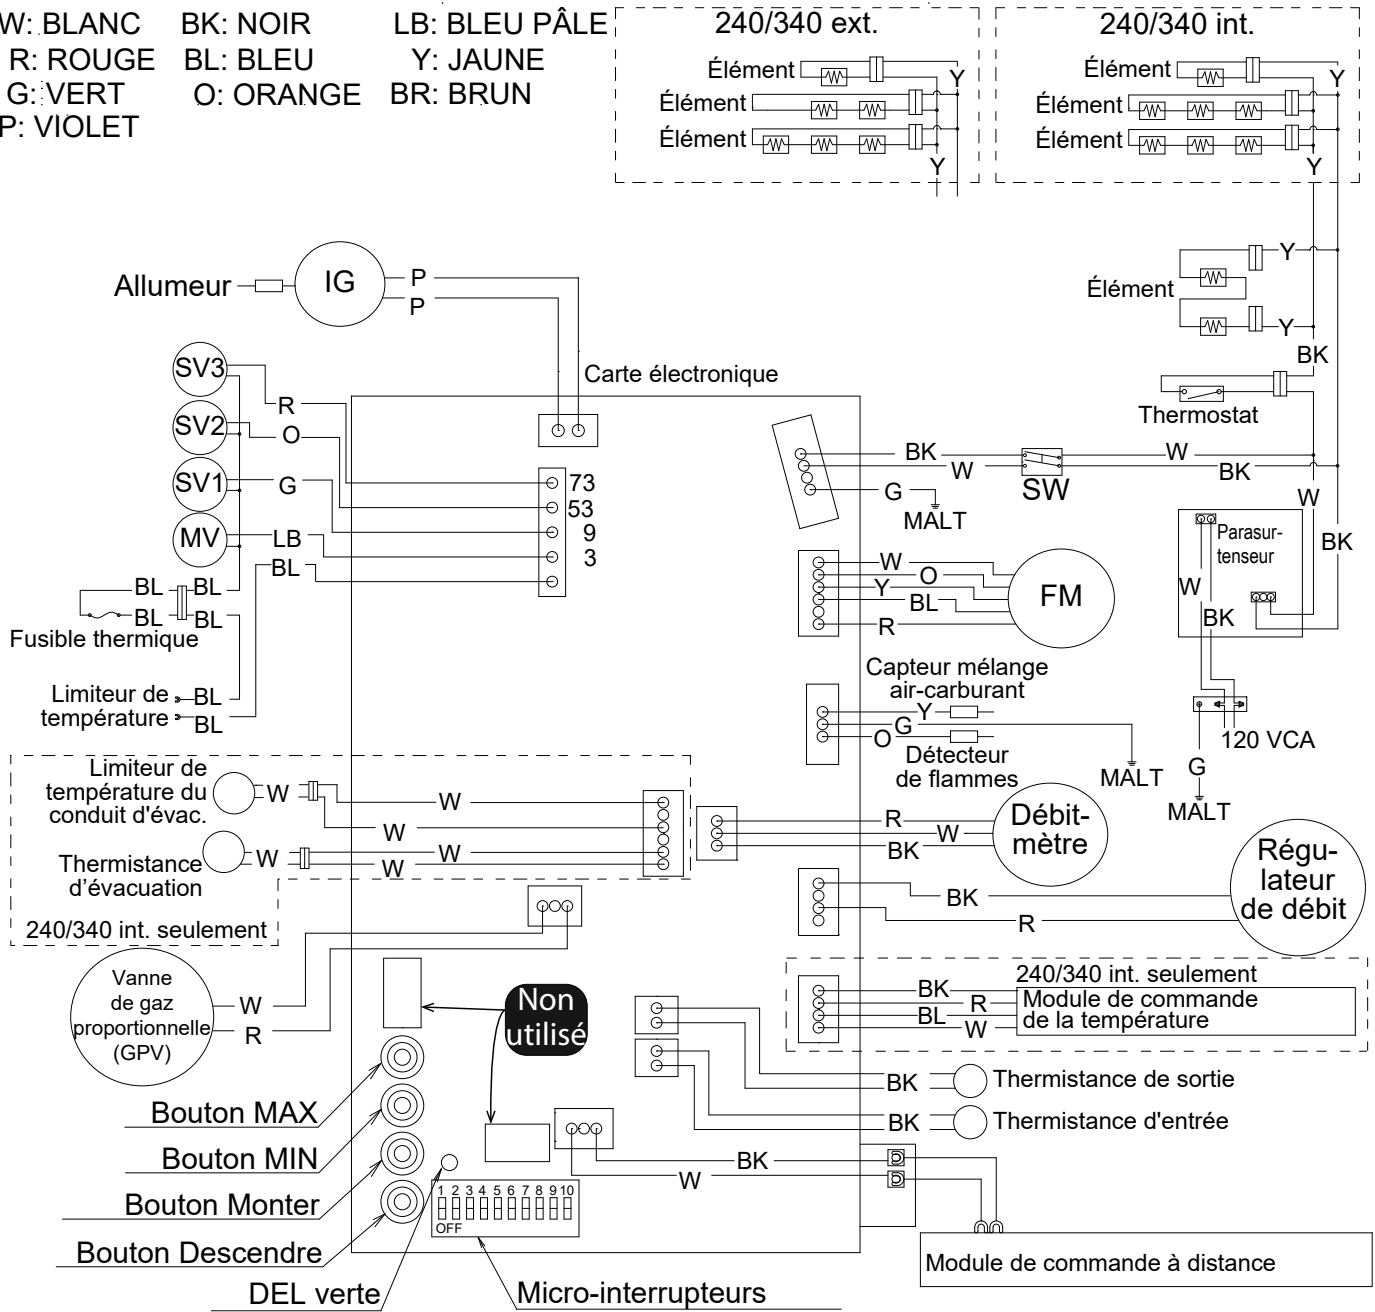 W: BLANC BK: NOIR LB: BLEU PÂLE
R: ROUGE BL: BLEU Y: JAUNE
G: VERT O: ORANGE BR: BRUN
P: VIOLET
240/340 ext.
Élément
Y
Élément
Élément
Y
240/340 int.
Élément
Y
Élément
Élément
Y
Allumeur
IG
P
P
Y
Élément
Y
BK
Thermostat
SV3
SV2
SV1
MV
R
O
G
LB
BL
Carte électronique
73
53
9
3
BL
BL
BL
BL
Fusible thermique
Limiteur de
température
BL
BL
BK
W
SW
W
BK
G
MALT
W
BK
Parasur-
tenseur
W
BK
120 VCA
G
MALT
W
O
Y
BL
R
FM
Capteur mélange
air-carburant
Y
G
O
Détecteur
de flammes
MALT
Limiteur de
température du
conduit d'évac.
W
W
W
Thermistance
d'évacuation
W
W
W
240/340 int. seulement
R
W
BK
Débit-
mètre
BK
R
Régu-
lateur
de débit
Vanne
de gaz
proportionnelle
(GPV)
W
R
Non
utilisé
240/340 int. seulement
BK
R
BL
W
Module de commande
de la température
BK
Thermistance de sortie
BK
Thermistance d'entrée
Bouton MAX
Bouton MIN
Bouton Monter
Bouton Descendre
DEL verte
1 2 3 4 5 6 7 8 9 10
OFF
Micro-interrupteurs
BK
W
Module de commande à distance